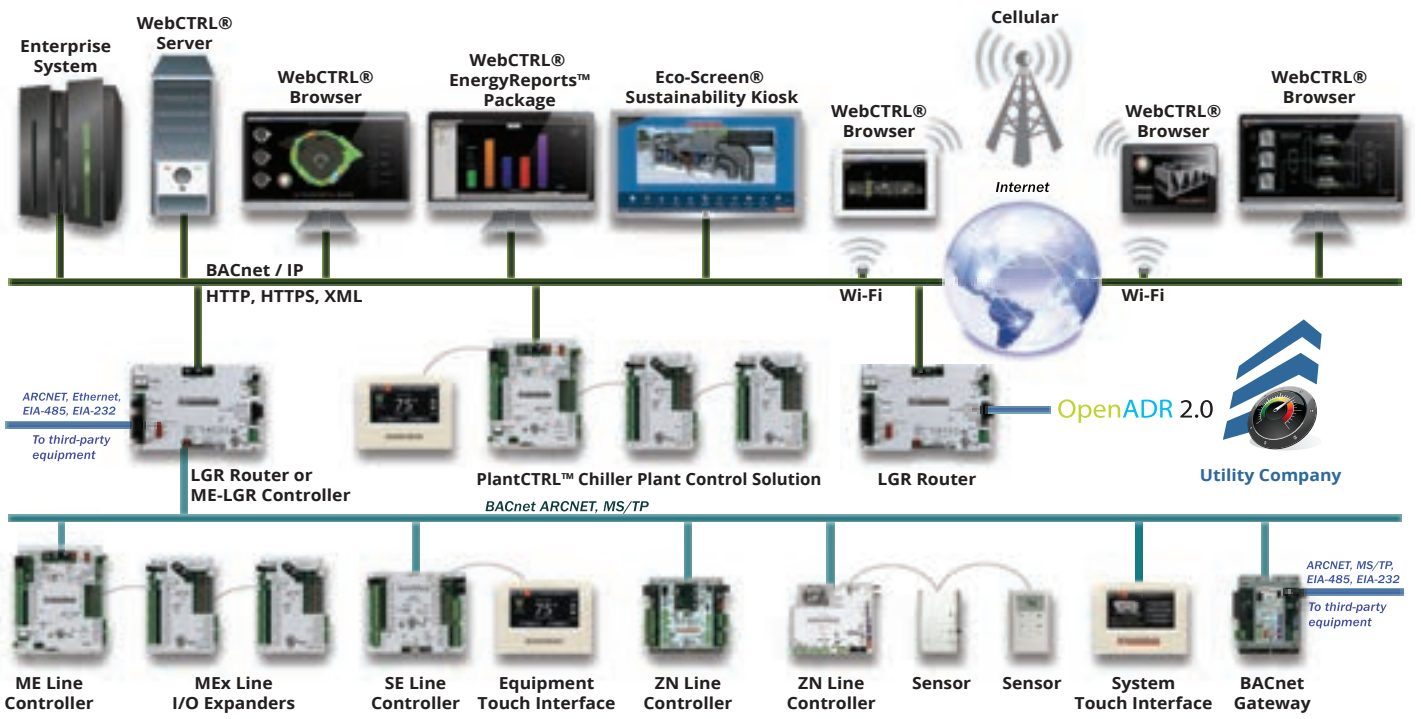 Enterprise
System
WebCTRL®
Server
WebCTRL®
Browser
WebCTRL®
EnergyReports™
Package
Eco-Screen®
Sustainability Kiosk
WebCTRL®
Browser
Cellular
WebCTRL®
Browser
WebCTRL®
Browser
Internet
BACnet / IP
HTTP, HTTPS, XML
Wi-Fi
Wi-Fi
ARCNET, Ethernet,
EIA-485, EIA-232
To third-party
equipment
LGR Router or
ME-LGR Controller
75°
PlantCTRL™ Chiller Plant Control Solution
LGR Router
OpenADR 2.0
Utility Company
BACnet ARCNET, MS/TP
ME Line
Controller
MEx Line
I/O Expanders
SE Line
Controller
75°
Equipment
Touch Interface
ZN Line
Controller
ZN Line
Controller
Sensor
Sensor
System
Touch Interface
BACnet
Gateway
ARCNET, MS/TP,
EIA-485, EIA-232
To third-party
equipment